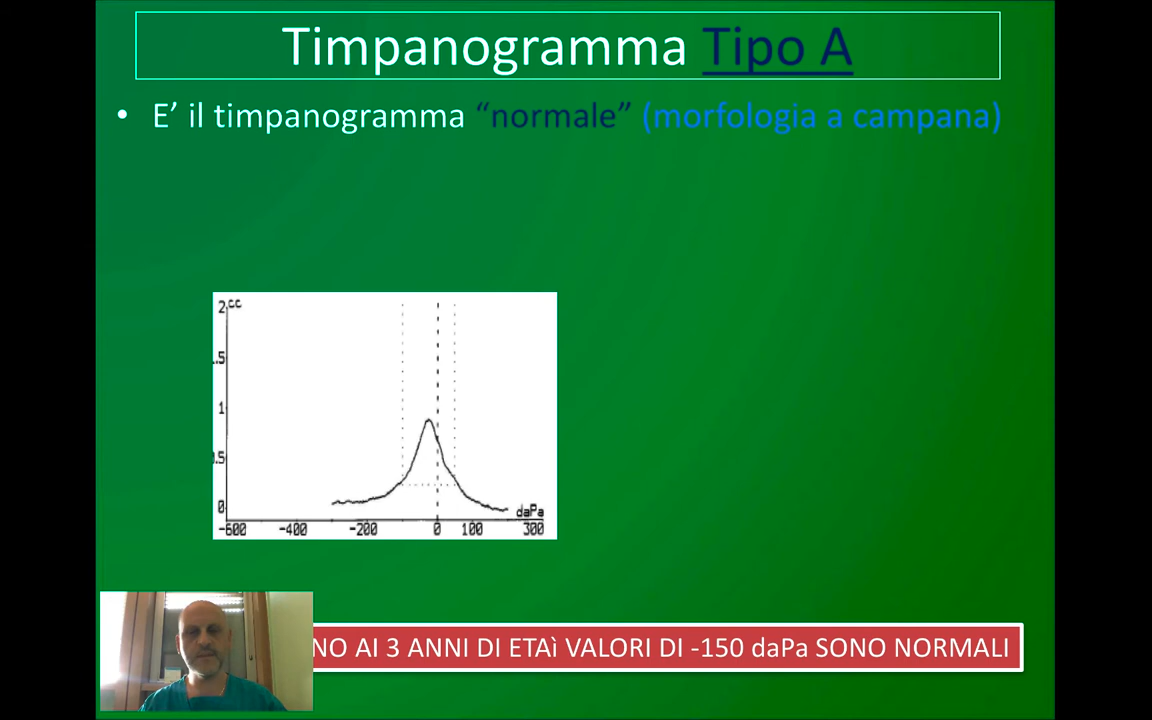 Timpanogramma Tipo A
• E’ il timpanogramma “normale” (morfologia a campana)
2 cc
.5
1
.5
0
daPa
-600 -400 -200 0 100 300
NO AI 3 ANNI DI ETAì VALORI DI -150 daPa SONO NORMALI